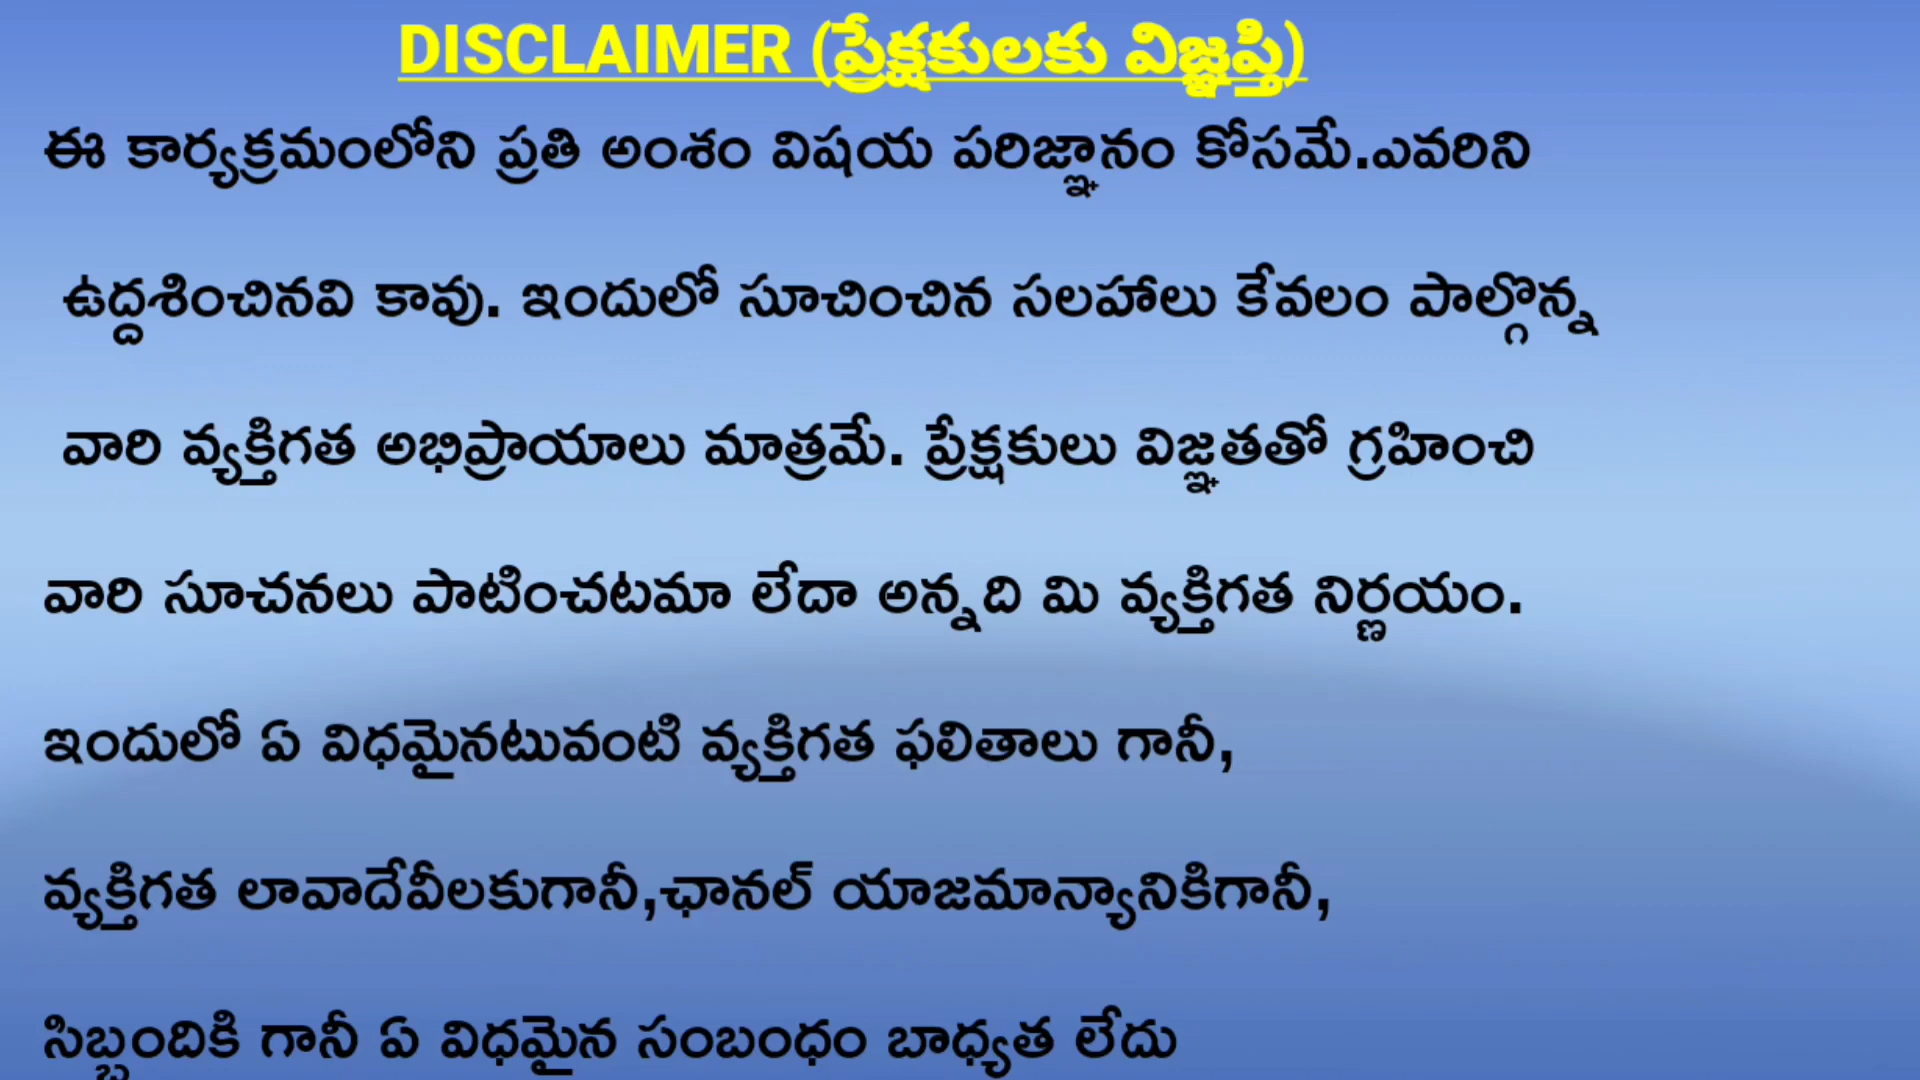 DISCLAIMER (ప్రేక్షకులకు విజ్ఞప్తి)
ఈ కార్యక్రమంలోని ప్రతి అంశం విషయ పరిజ్ఞానం కోసమే.ఎవరిని
ఉద్దశించినవి కావు. ఇందులో సూచించిన సలహాలు కేవలం పాల్గొన్న
వారి వ్యక్తిగత అభిప్రాయాలు మాత్రమే. ప్రేక్షకులు విజ్ఞతతో గ్రహించి
వారి సూచనలు పాటించటమా లేదా అన్నది మి వ్యక్తిగత నిర్ణయం.
ఇందులో ఏ విధమైనటువంటి వ్యక్తిగత ఫలితాలు గానీ,
వ్యక్తిగత లావాదేవీలకుగానీ,ఛానల్ యాజమాన్యానికిగానీ,
సిబ్బందికి గానీ ఏ విధమైన సంబంధం బాధ్యత లేదు